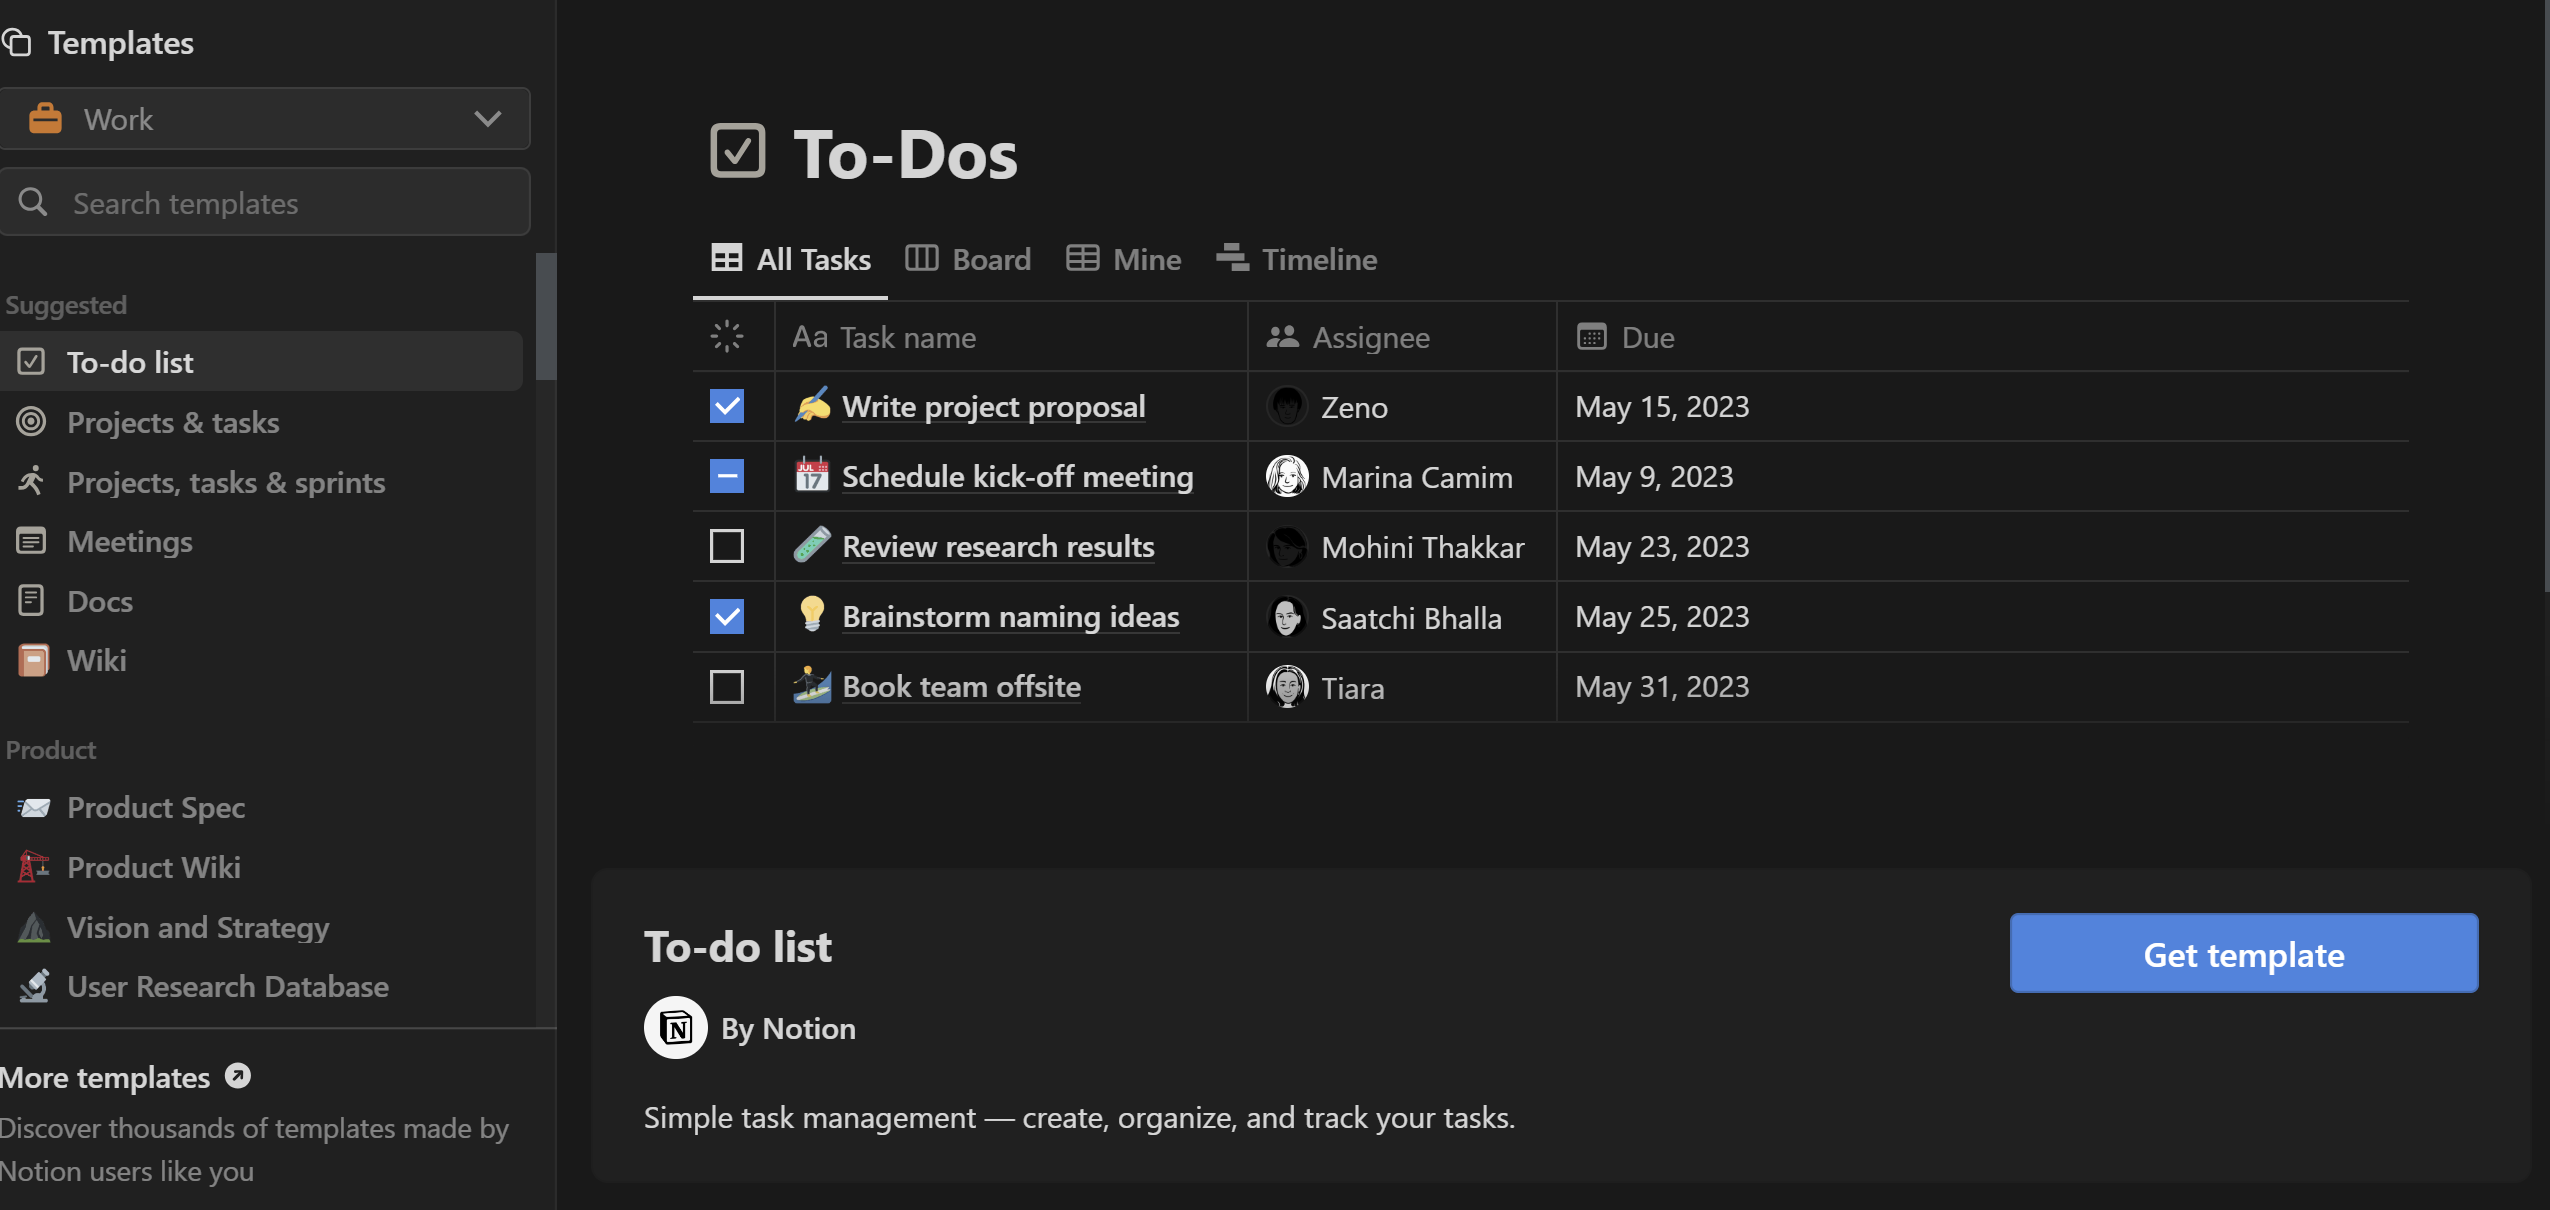 Templates
Work
Search templates
Suggested
To-do list
Projects & tasks
Projects, tasks & sprints
Meetings
Docs
Wiki
Product
Product Spec
Product Wiki
Vision and Strategy
User Research Database
More templates
Discover thousands of templates made by
Notion users like you
To-Dos
All Tasks Board Mine Timeline
Aa Task name Assignee Due
Write project proposal Zeno May 15, 2023
JUL 17 Schedule kick-off meeting Marina Camim May 9, 2023
Review research results Mohini Thakkar May 23, 2023
Brainstorm naming ideas Saatchi Bhalla May 25, 2023
Book team offsite Tiara May 31, 2023
To-do list
Get template
N By Notion
Simple task management — create, organize, and track your tasks.